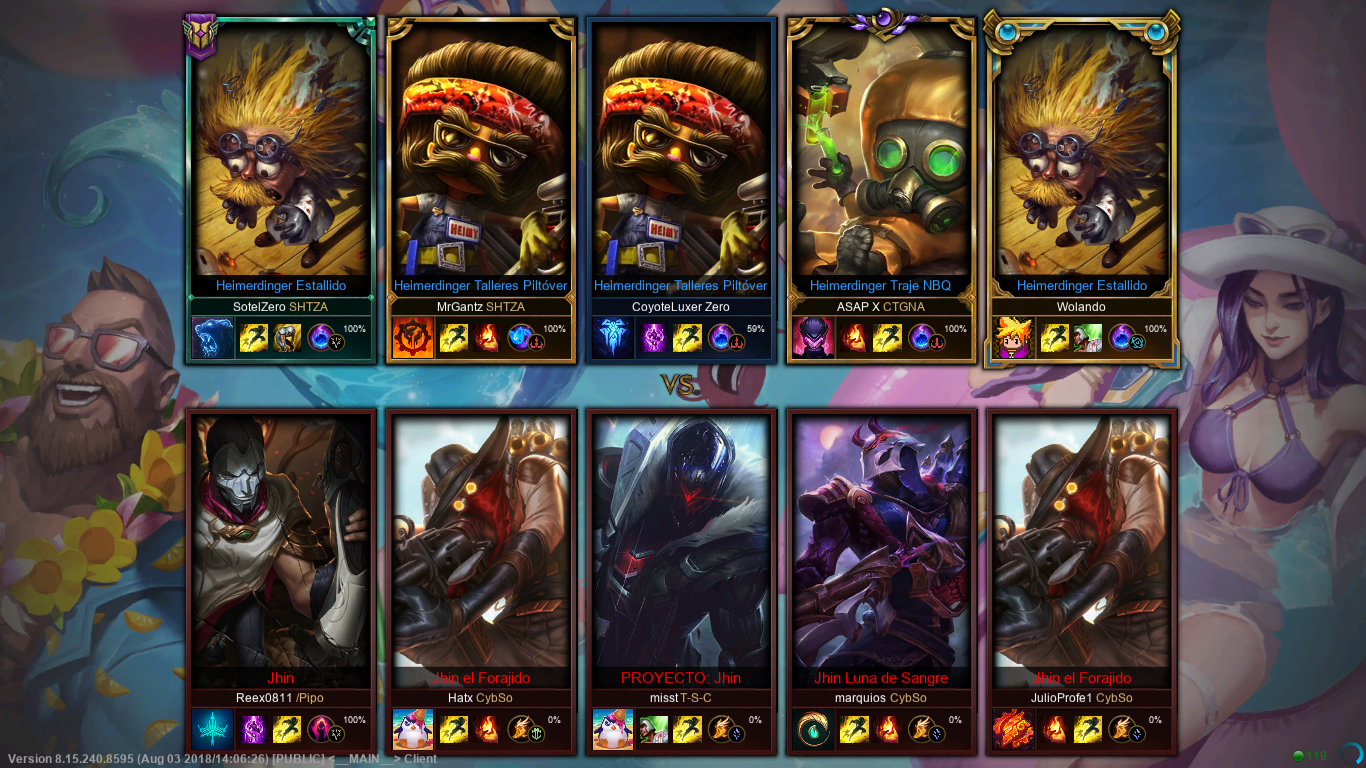 HEIMY
HEIMY
Heimerdinger Estallido
Heimerdinger Talleres Piltóver
Heimerdinger Talleres Piltóver
Heimerdinger Traje NBQ
Heimerdinger Estallido
SotelZero SHTZA
MrGantz SHTZA
CoyoteLuxer Zero
ASAP X CTGNA
Wolando
100%
100%
59%
100%
100%
VS
Jhin
Jhin el Forajido
PROYECTO: Jhin
Jhin Luna de Sangre
Jhin el Forajido
Reex0811 /Pipo
Hatx CybSo
misst T-S-C
marquios CybSo
JulioProfe1 CybSo
100%
0%
0%
0%
0%
Version 8.15.240.8595 (Aug 03 2018/14:06:26) [PUBLIC] <__MAIN__> Client
119